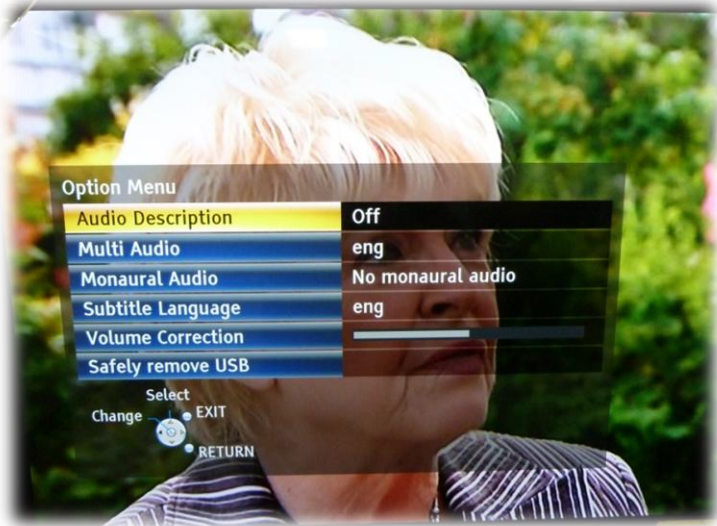 Option Menu
Audio Description Off
Multi Audio eng
Monaural Audio No monaural audio
Subtitle Language eng
Volume Correction
Safely remove USB
Select
Change EXIT
RETURN